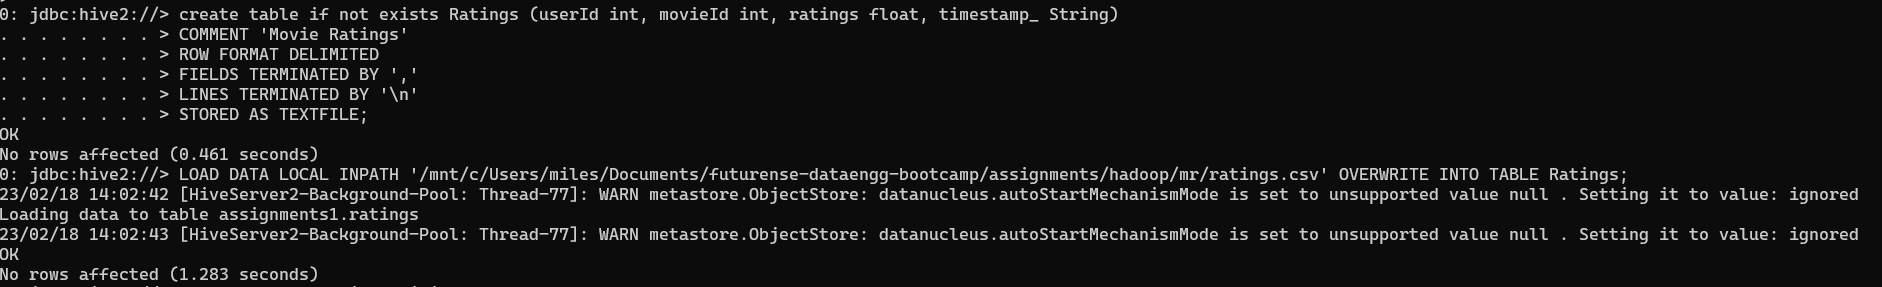 0: jdbc:hive2://> create table if not exists Ratings (userId int, movieId int, ratings float, timestamp_ String)
. . . . . . . . > COMMENT 'Movie Ratings'
. . . . . . . . > ROW FORMAT DELIMITED
. . . . . . . . > FIELDS TERMINATED BY ','
. . . . . . . . > LINES TERMINATED BY '\n'
. . . . . . . . > STORED AS TEXTFILE;
OK
No rows affected (0.461 seconds)
0: jdbc:hive2://> LOAD DATA LOCAL INPATH '/mnt/c/Users/miles/Documents/futurense-dataengg-bootcamp/assignments/hadoop/mr/ratings.csv' OVERWRITE INTO TABLE Ratings;
23/02/18 14:02:42 [HiveServer2-Background-Pool: Thread-77]: WARN metastore.ObjectStore: datanucleus.autoStartMechanismMode is set to unsupported value null . Setting it to value: ignored
Loading data to table assignments1.ratings
23/02/18 14:02:43 [HiveServer2-Background-Pool: Thread-77]: WARN metastore.ObjectStore: datanucleus.autoStartMechanismMode is set to unsupported value null . Setting it to value: ignored
OK
No rows affected (1.283 seconds)